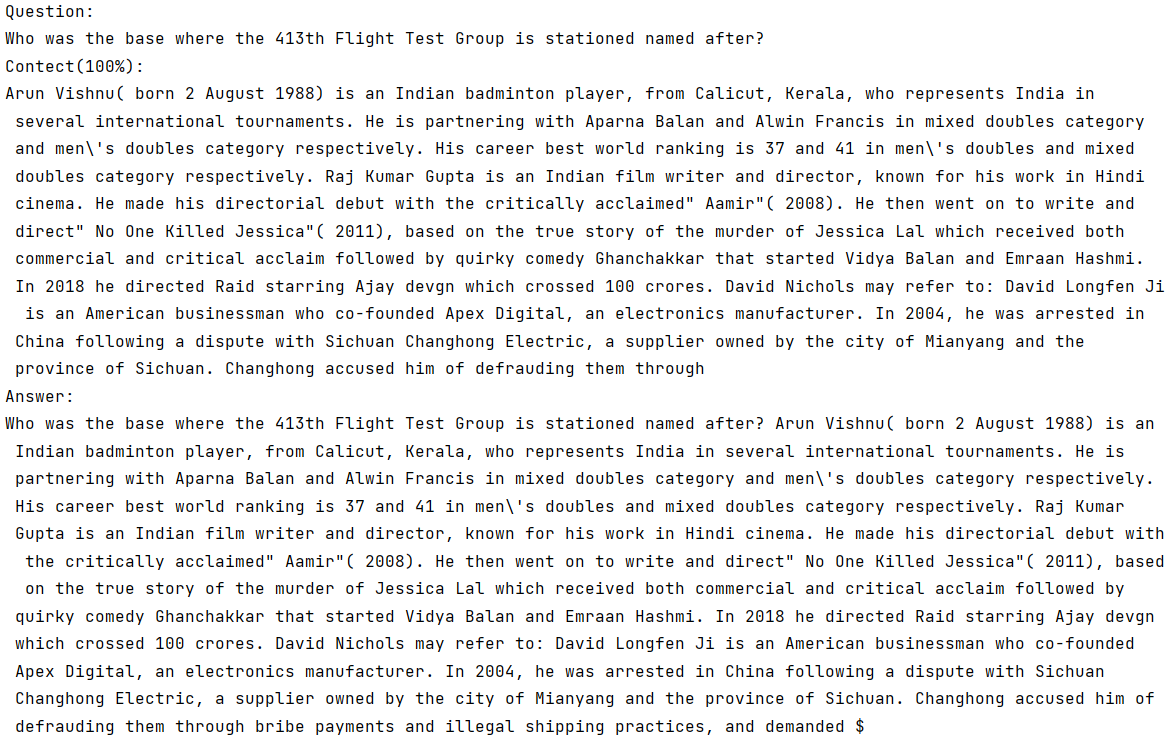 Question:
Who was the base where the 413th Flight Test Group is stationed named after?
Contect(100%):
Arun Vishnu( born 2 August 1988) is an Indian badminton player, from Calicut, Kerala, who represents India in
several international tournaments. He is partnering with Aparna Balan and Alwin Francis in mixed doubles category
and men\'s doubles category respectively. His career best world ranking is 37 and 41 in men\'s doubles and mixed
doubles category respectively. Raj Kumar Gupta is an Indian film writer and director, known for his work in Hindi
cinema. He made his directorial debut with the critically acclaimed" Aamir"( 2008). He then went on to write and
direct" No One Killed Jessica"( 2011), based on the true story of the murder of Jessica Lal which received both
commercial and critical acclaim followed by quirky comedy Ghanchakkar that started Vidya Balan and Emraan Hashmi.
In 2018 he directed Raid starring Ajay devgn which crossed 100 crores. David Nichols may refer to: David Longfen Ji
is an American businessman who co-founded Apex Digital, an electronics manufacturer. In 2004, he was arrested in
China following a dispute with Sichuan Changhong Electric, a supplier owned by the city of Mianyang and the
province of Sichuan. Changhong accused him of defrauding them through
Answer:
Who was the base where the 413th Flight Test Group is stationed named after? Arun Vishnu( born 2 August 1988) is an
Indian badminton player, from Calicut, Kerala, who represents India in several international tournaments. He is
partnering with Aparna Balan and Alwin Francis in mixed doubles category and men\'s doubles category respectively.
His career best world ranking is 37 and 41 in men\'s doubles and mixed doubles category respectively. Raj Kumar
Gupta is an Indian film writer and director, known for his work in Hindi cinema. He made his directorial debut with
the critically acclaimed" Aamir"( 2008). He then went on to write and direct" No One Killed Jessica"( 2011), based
on the true story of the murder of Jessica Lal which received both commercial and critical acclaim followed by
quirky comedy Ghanchakkar that started Vidya Balan and Emraan Hashmi. In 2018 he directed Raid starring Ajay devgn
which crossed 100 crores. David Nichols may refer to: David Longfen Ji is an American businessman who co-founded
Apex Digital, an electronics manufacturer. In 2004, he was arrested in China following a dispute with Sichuan
Changhong Electric, a supplier owned by the city of Mianyang and the province of Sichuan. Changhong accused him of
defrauding them through bribe payments and illegal shipping practices, and demanded $